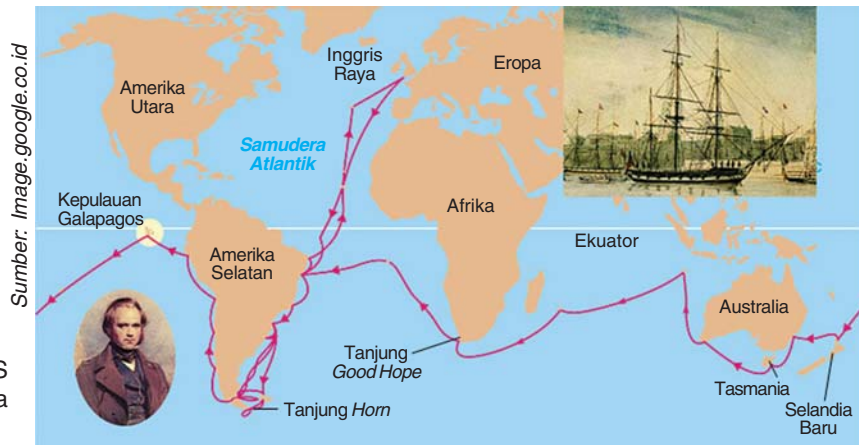 Sumber: Image.google.co.id
Inggris
Raya
Eropa
Amerika
Utara
Samudera
Atlantik
Kepulauan
Galapagos
Afrika
Amerika
Selatan
Ekuator
Australia
Tanjung
Good Hope
Tanjung Horn
Tasmania
Selandia
Baru
S
a